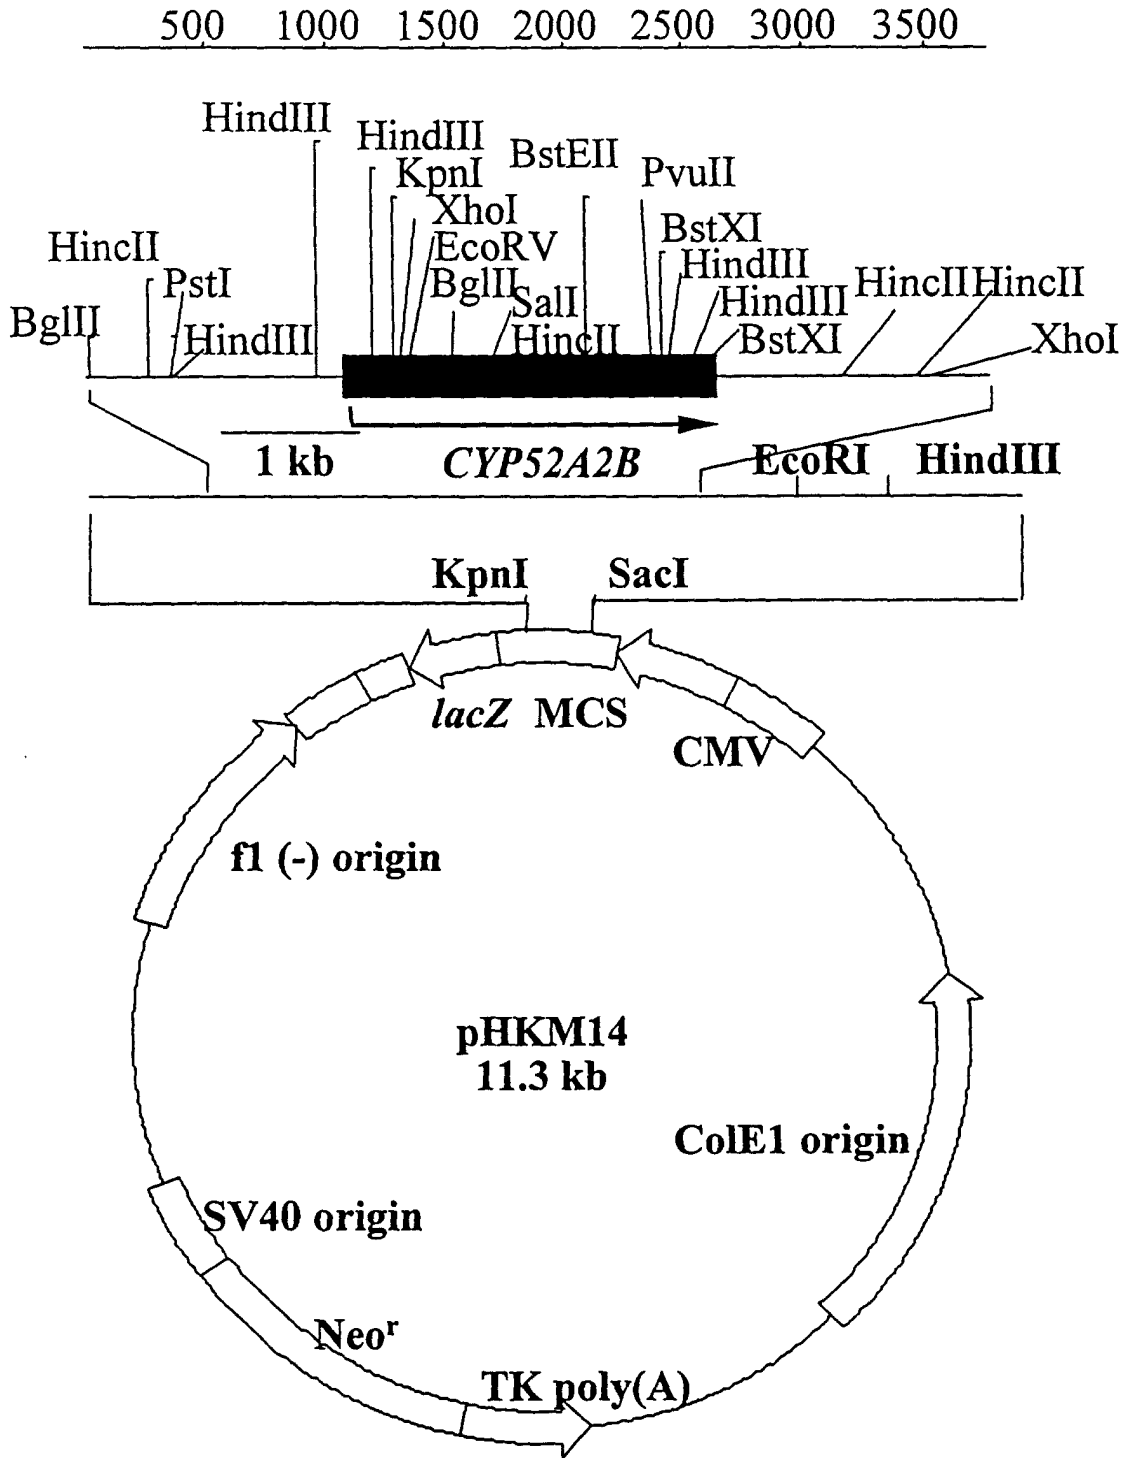 500 1000 1500 2000 2500 3000 3500
HindIII
HindIII
BstEII
KpnI
PvuII
XhoI
BstXI
HincII
EcoRV
HindIII
PstI
BglII
SalI
HindIII
HincII
HincII
BglII
HindIII
HincII
BstXI
XhoI
1 kb
CYP52A2B
EcoRI
HindIII
KpnI
SacI
lacZ
MCS
CMV
f1 (-) origin
pHKM14
11.3 kb
ColE1 origin
SV40 origin
Neor
TK poly(A)